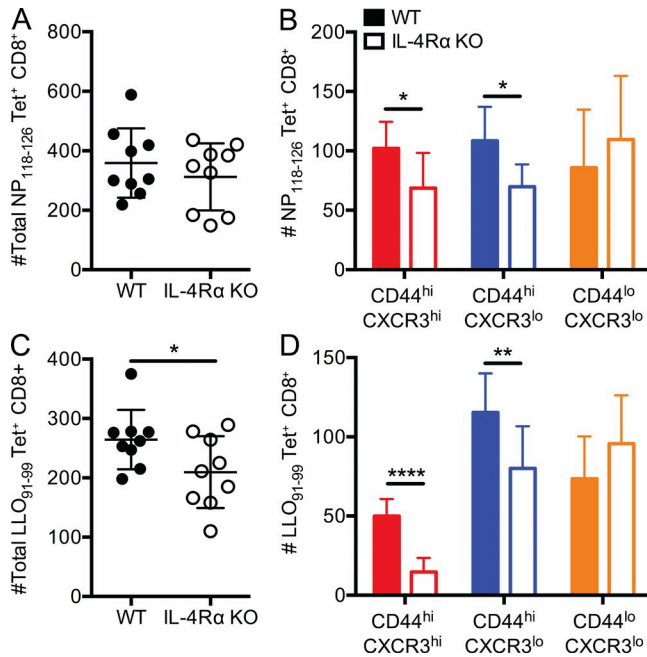 A
#Total NP118-126 Tet+ CD8+
800
600
400
200
0
WT
IL-4Rα KO
B
WT
IL-4Rα KO
# NP118-126 Tet+ CD8+
200
150
100
50
0
*
*
CD44hi
CXCR3hi
CD44hi
CXCR3lo
CD44lo
CXCR3lo
C
#Total LLO91-99 Tet+ CD8+
400
300
200
100
0
*
WT
IL-4Rα KO
D
# LLO91-99 Tet+ CD8+
150
100
50
0
****
**
CD44hi
CXCR3hi
CD44hi
CXCR3lo
CD44lo
CXCR3lo